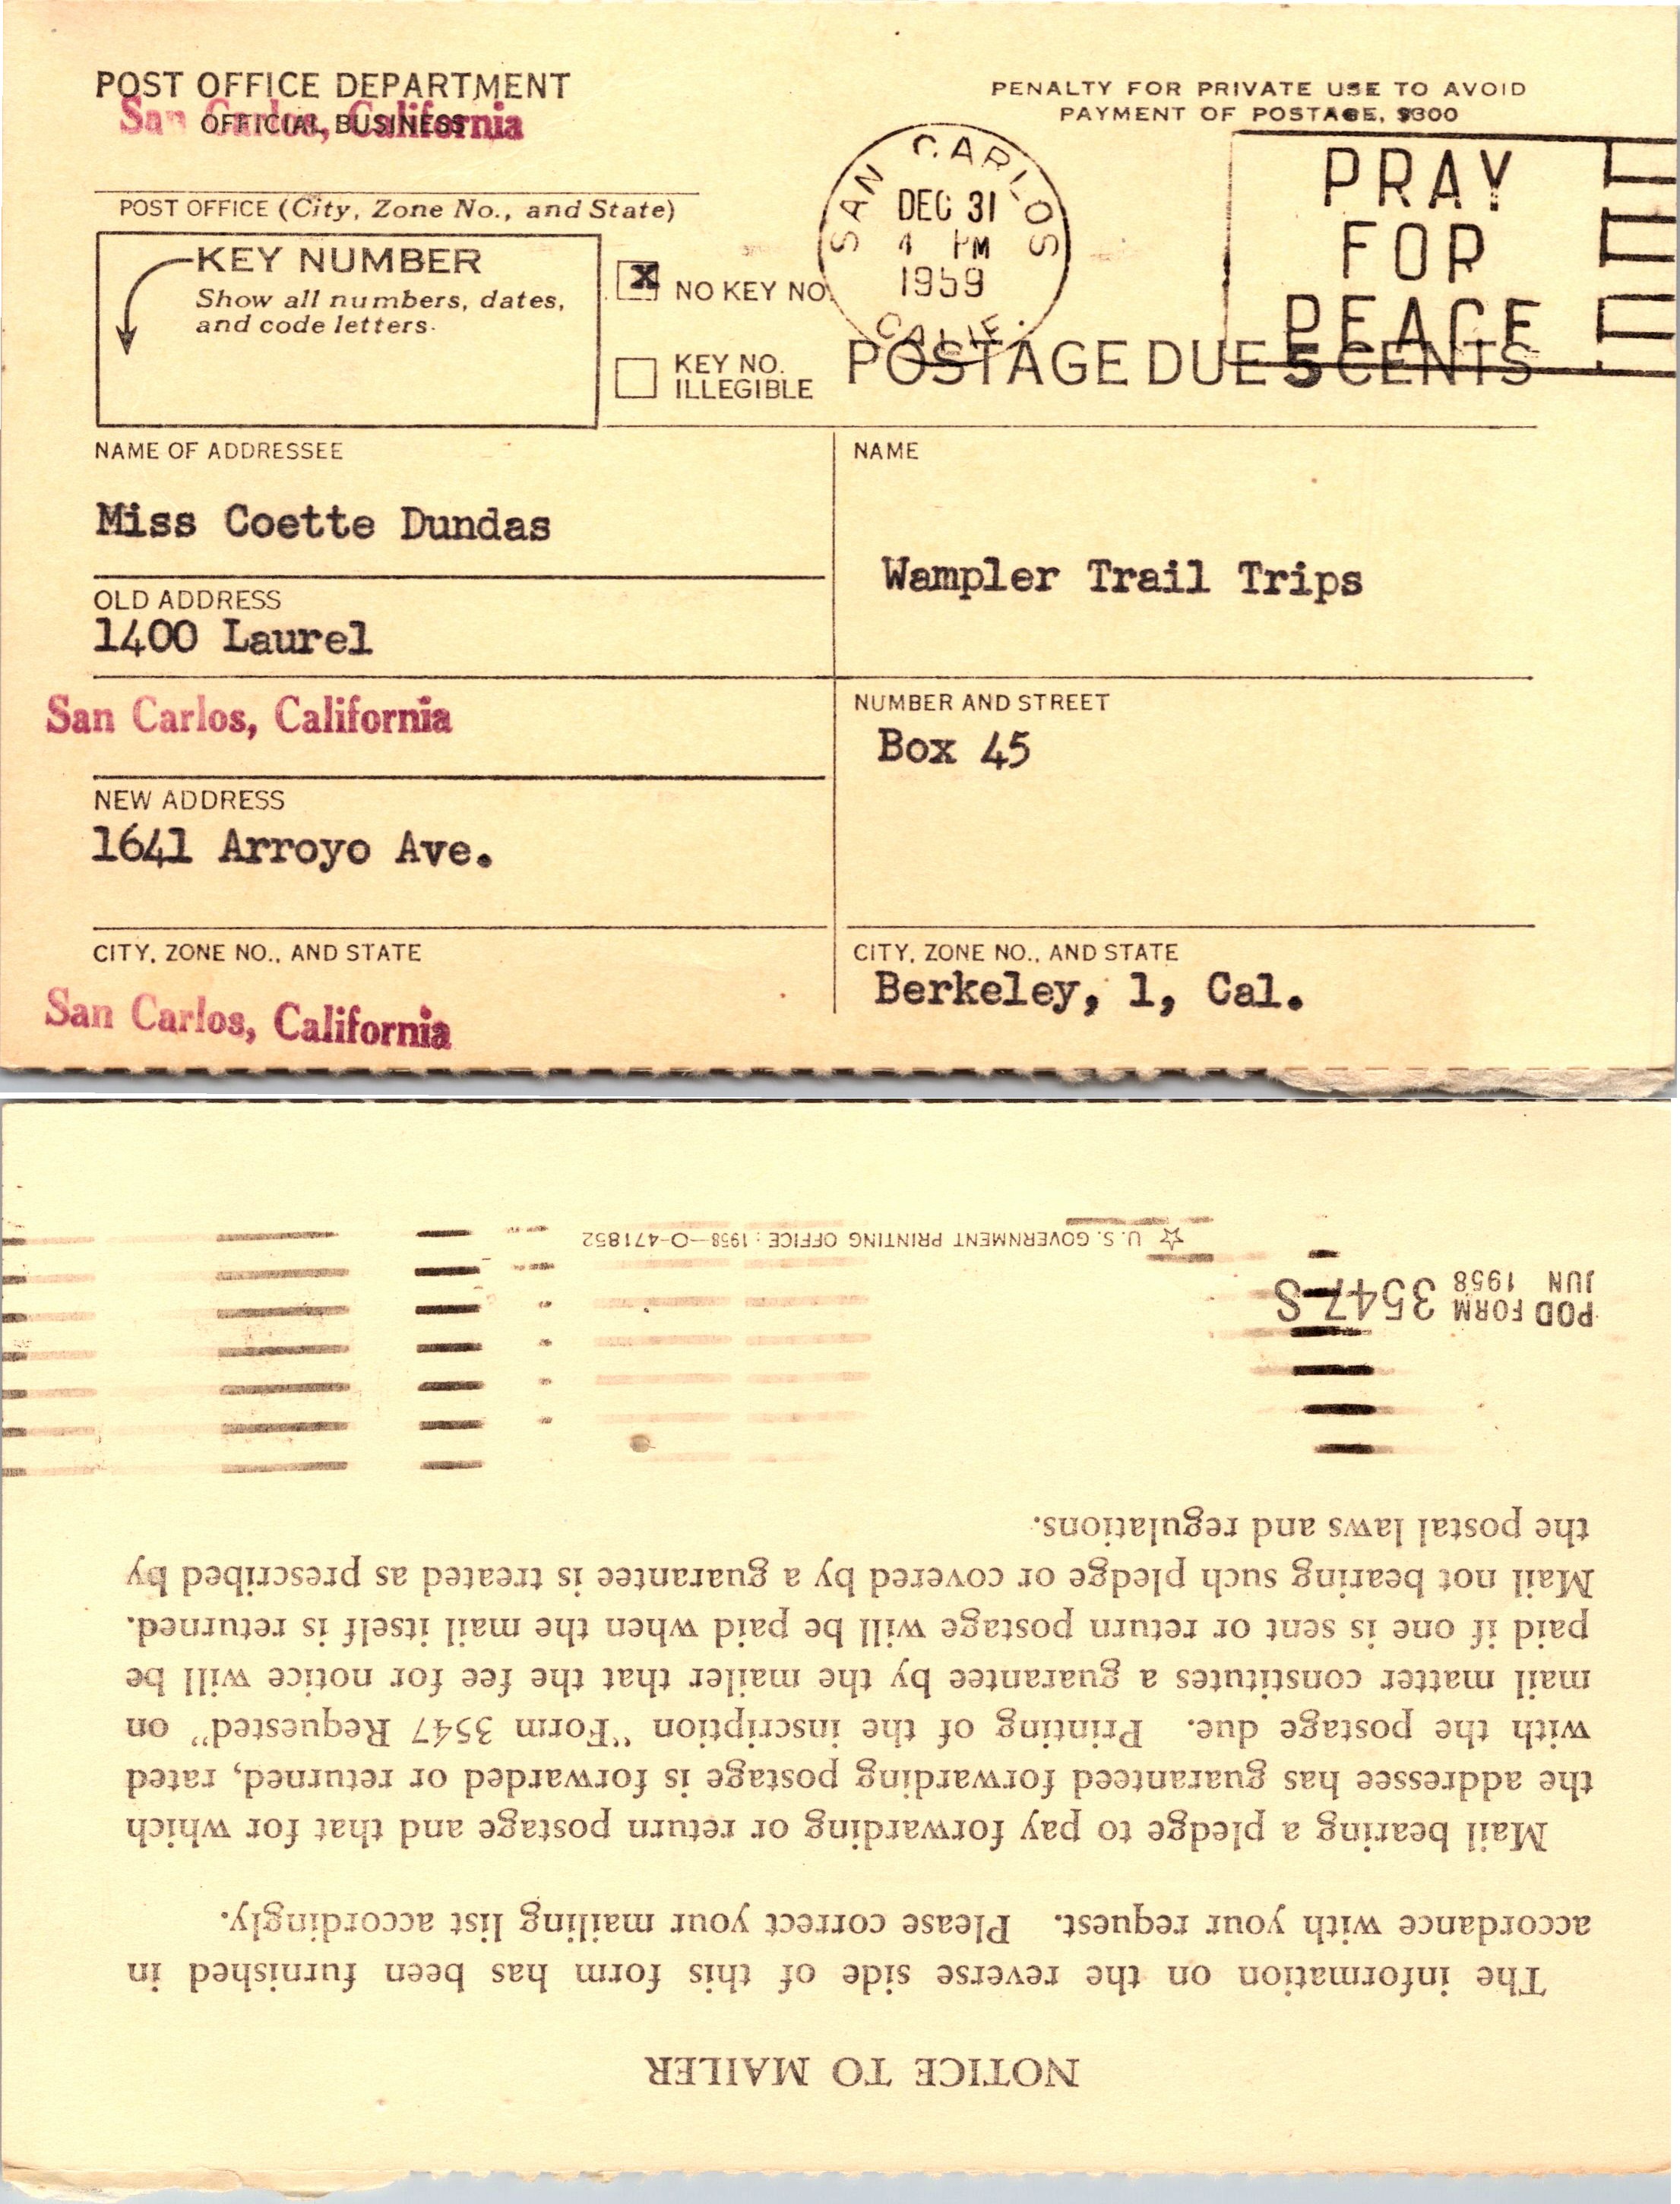 POST OFFICE DEPARTMENT
San Carlos, California
OFFICIAL BUSINESS
PENALTY FOR PRIVATE USE TO AVOID
PAYMENT OF POSTAGE, $300
POST OFFICE (City, Zone No., and State)
KEY NUMBER
Show all numbers, dates,
and code letters.
X NO KEY NO.
KEY NO.
ILLEGIBLE
SAN CARLOS
DEC 31
4 PM
1959
CALIF.
PRAY
FOR
PEACE
POSTAGE DUE 5 CENTS
NAME OF ADDRESSEE
Miss Coette Dundas
OLD ADDRESS
1400 Laurel
San Carlos, California
NEW ADDRESS
1641 Arroyo Ave.
CITY, ZONE NO., AND STATE
San Carlos, California
NAME
Wampler Trail Trips
NUMBER AND STREET
Box 45
CITY, ZONE NO., AND STATE
Berkeley, 1, Cal.
NOTICE TO MAILER
The information on the reverse side of this form has been furnished in
accordance with your request. Please correct your mailing list accordingly.
Mail bearing a pledge to pay forwarding or return postage and that for which
the addressee has guaranteed forwarding postage is forwarded or returned, rated
with the postage due. Printing of the inscription "Form 3547 Requested" on
mail matter constitutes a guarantee by the mailer that the fee for notice will be
paid if one is sent or return postage will be paid when the mail itself is returned.
Mail not bearing such pledge or covered by a guarantee is treated as prescribed by
the postal laws and regulations.
POD FORM 3547-S
JUN 1958
☆ U.S. GOVERNMENT PRINTING OFFICE : 1958—O-471852